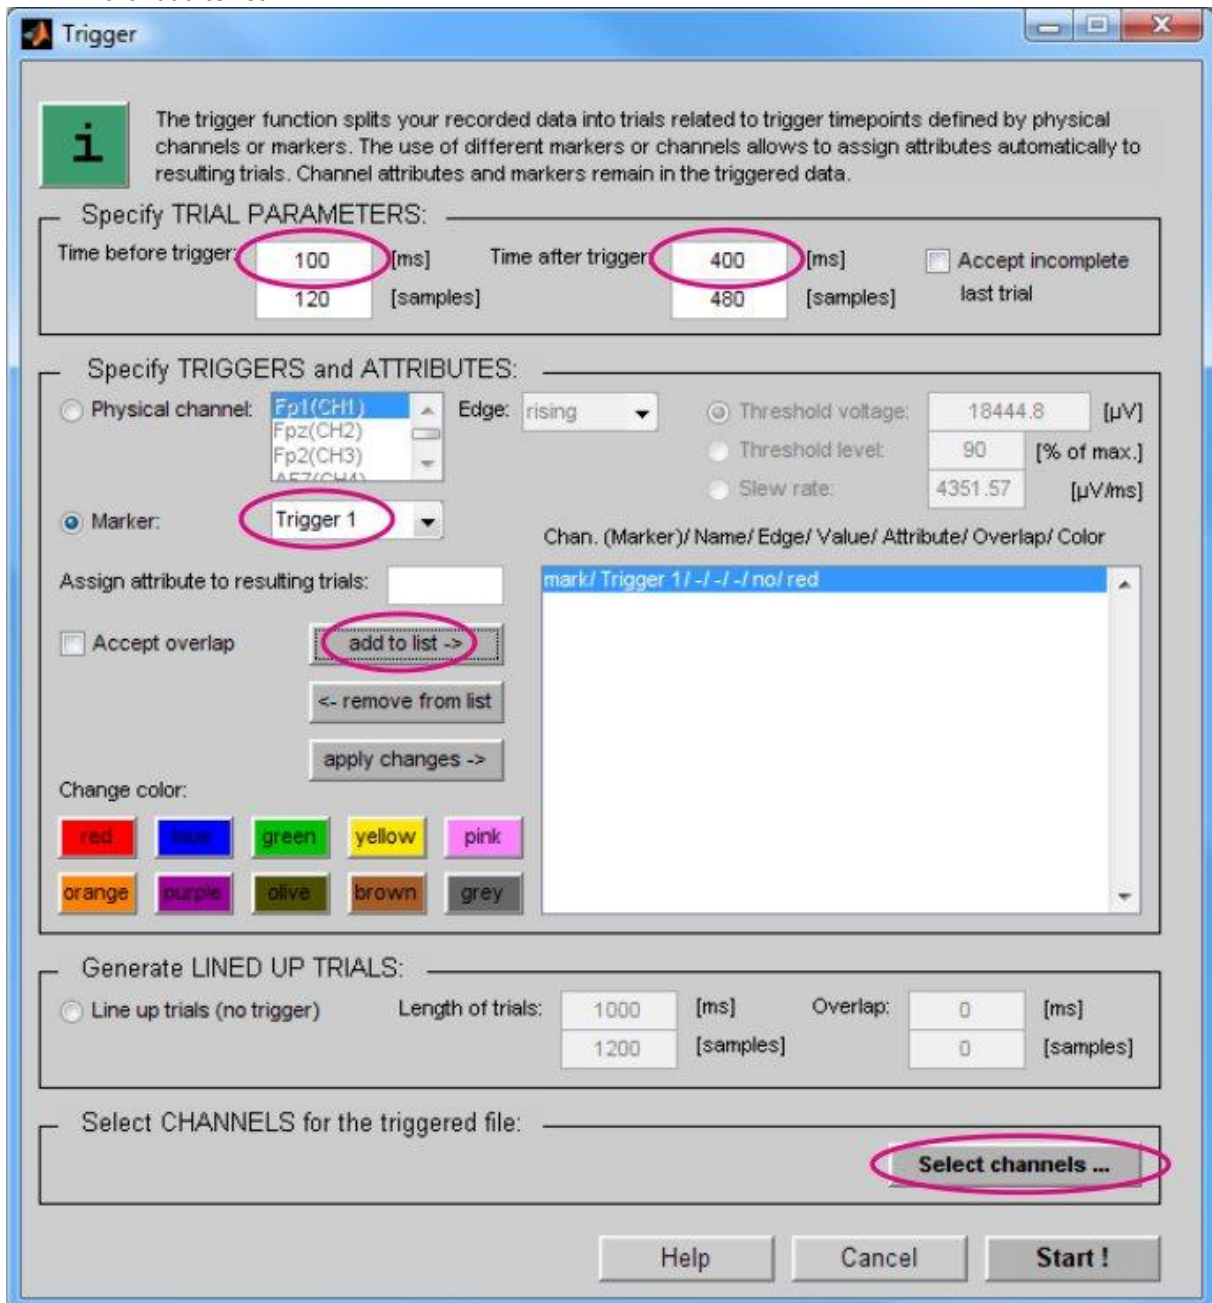 Trigger
i
The trigger function splits your recorded data into trials related to trigger timepoints defined by physical
channels or markers. The use of different markers or channels allows to assign attributes automatically to
resulting trials. Channel attributes and markers remain in the triggered data.
Specify TRIAL PARAMETERS:
Time before trigger: 100 [ms] Time after trigger: 400 [ms] Accept incomplete
120 [samples] 480 [samples] last trial
Specify TRIGGERS and ATTRIBUTES:
Physical channel: Fp1(CH1) Edge: rising Threshold voltage: 18444.8 [µV]
Fpz(CH2)
Fp2(CH3) Threshold level: 90 [% of max.]
AF7(CH4) Slew rate: 4351.57 [µV/ms]
Marker: Trigger 1
Chan. (Marker)/ Name/ Edge/ Value/ Attribute/ Overlap/ Color
Assign attribute to resulting trials: mark/ Trigger 1/ -/ -/ -/ no/ red
Accept overlap add to list ->
<- remove from list
apply changes ->
Change color:
red blue green yellow pink
orange purple olive brown grey
Generate LINED UP TRIALS:
Line up trials (no trigger) Length of trials: 1000 [ms] Overlap: 0 [ms]
1200 [samples] 0 [samples]
Select CHANNELS for the triggered file:
Select channels ...
Help Cancel Start !